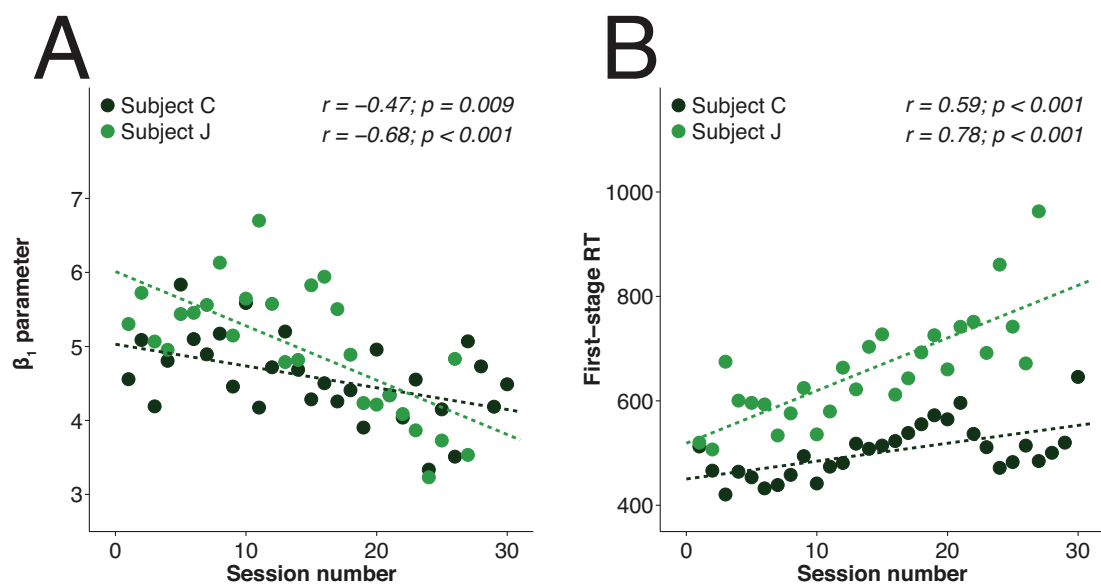 A
Subject C
Subject J
r = −0.47; p = 0.009
r = −0.68; p < 0.001
β1 parameter
7
6
5
4
3
0 10 20 30
Session number
B
Subject C
Subject J
r = 0.59; p < 0.001
r = 0.78; p < 0.001
First−stage RT
1000
800
600
400
0 10 20 30
Session number